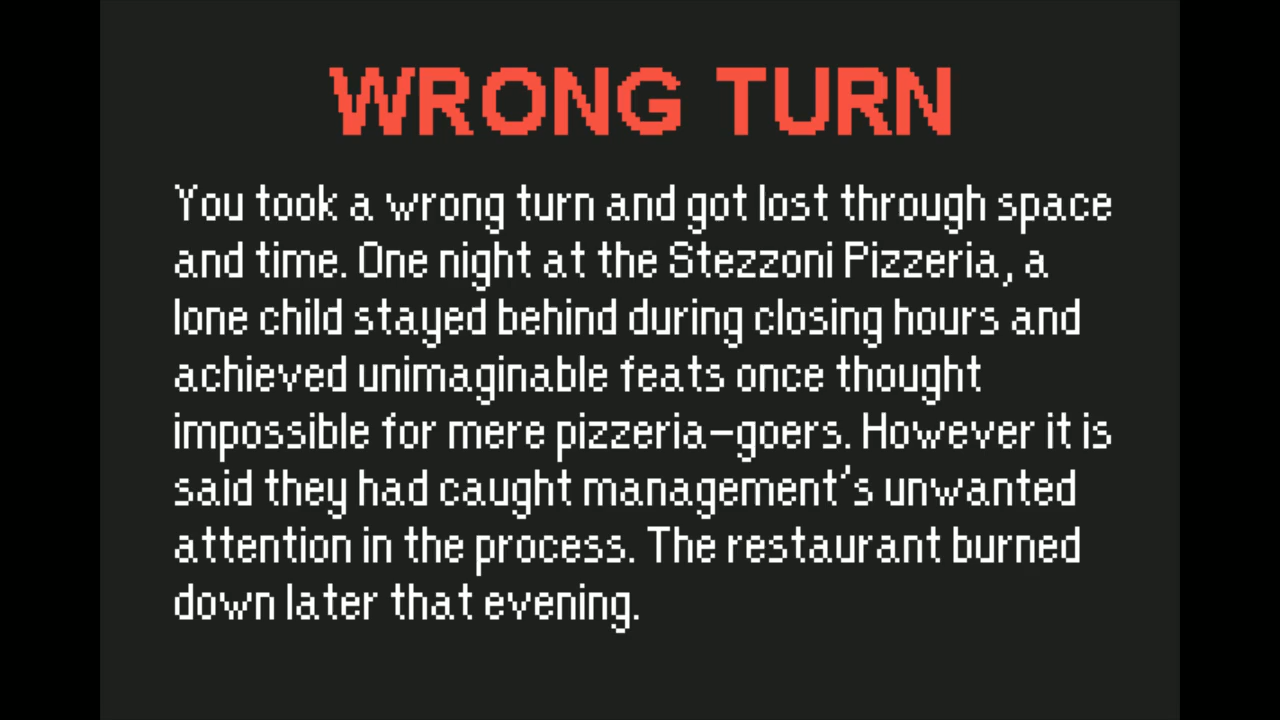 WRONG TURN
You took a wrong turn and got lost through space
and time. One night at the Stezzoni Pizzeria, a
lone child stayed behind during closing hours and
achieved unimaginable feats once thought
impossible for mere pizzeria-goers. However it is
said they had caught management's unwanted
attention in the process. The restaurant burned
down later that evening.